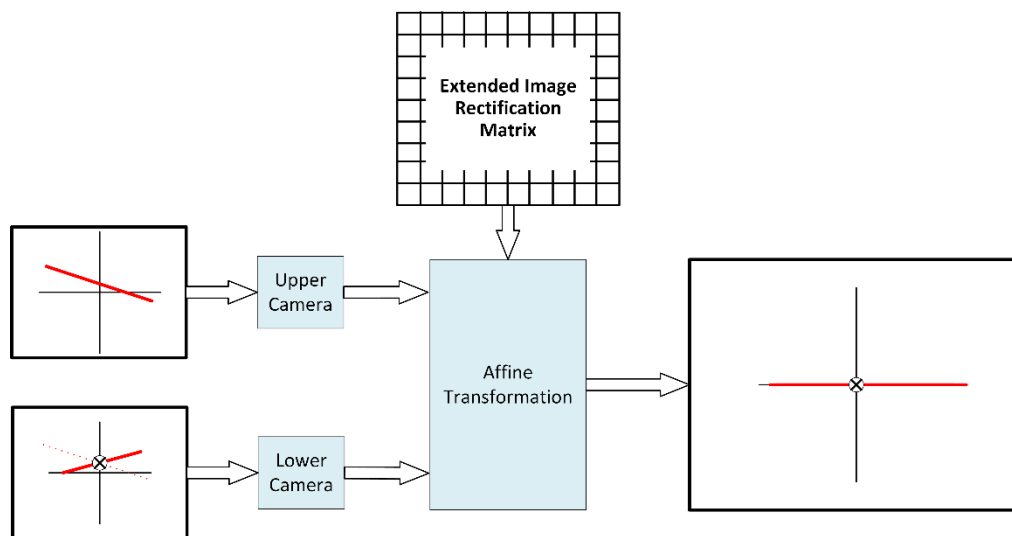 Extended Image
Rectification
Matrix
Upper
Camera
Affine
Transformation
Lower
Camera